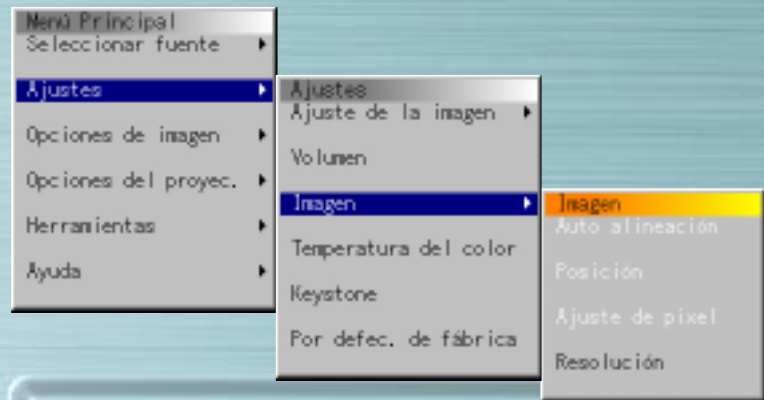 Menú Principal
Seleccionar fuente
Ajustes
Opciones de imagen
Opciones del proyec.
Herramientas
Ayuda
Ajustes
Ajuste de la imagen
Volumen
Imagen
Temperatura del color
Keystone
Por defec. de fábrica
Imagen
Auto alineación
Posición
Ajuste de pixel
Resolución